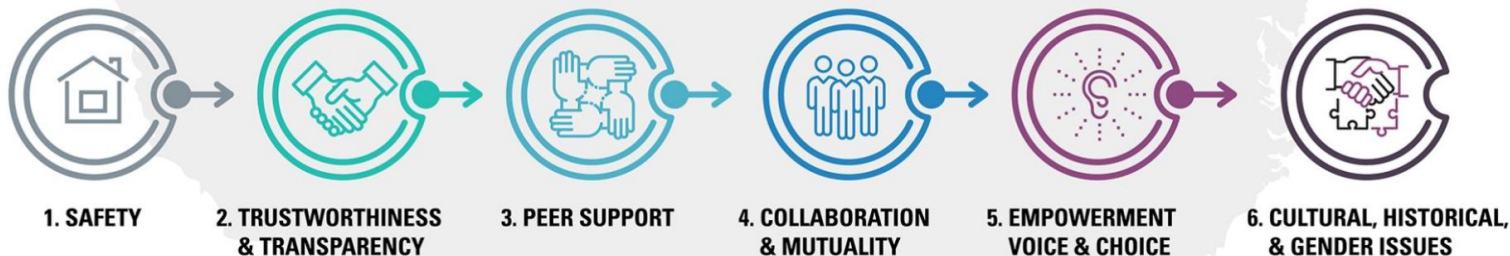 1. SAFETY
2. TRUSTWORTHINESS
& TRANSPARENCY
3. PEER SUPPORT
4. COLLABORATION
& MUTUALITY
5. EMPOWERMENT
VOICE & CHOICE
6. CULTURAL, HISTORICAL,
& GENDER ISSUES